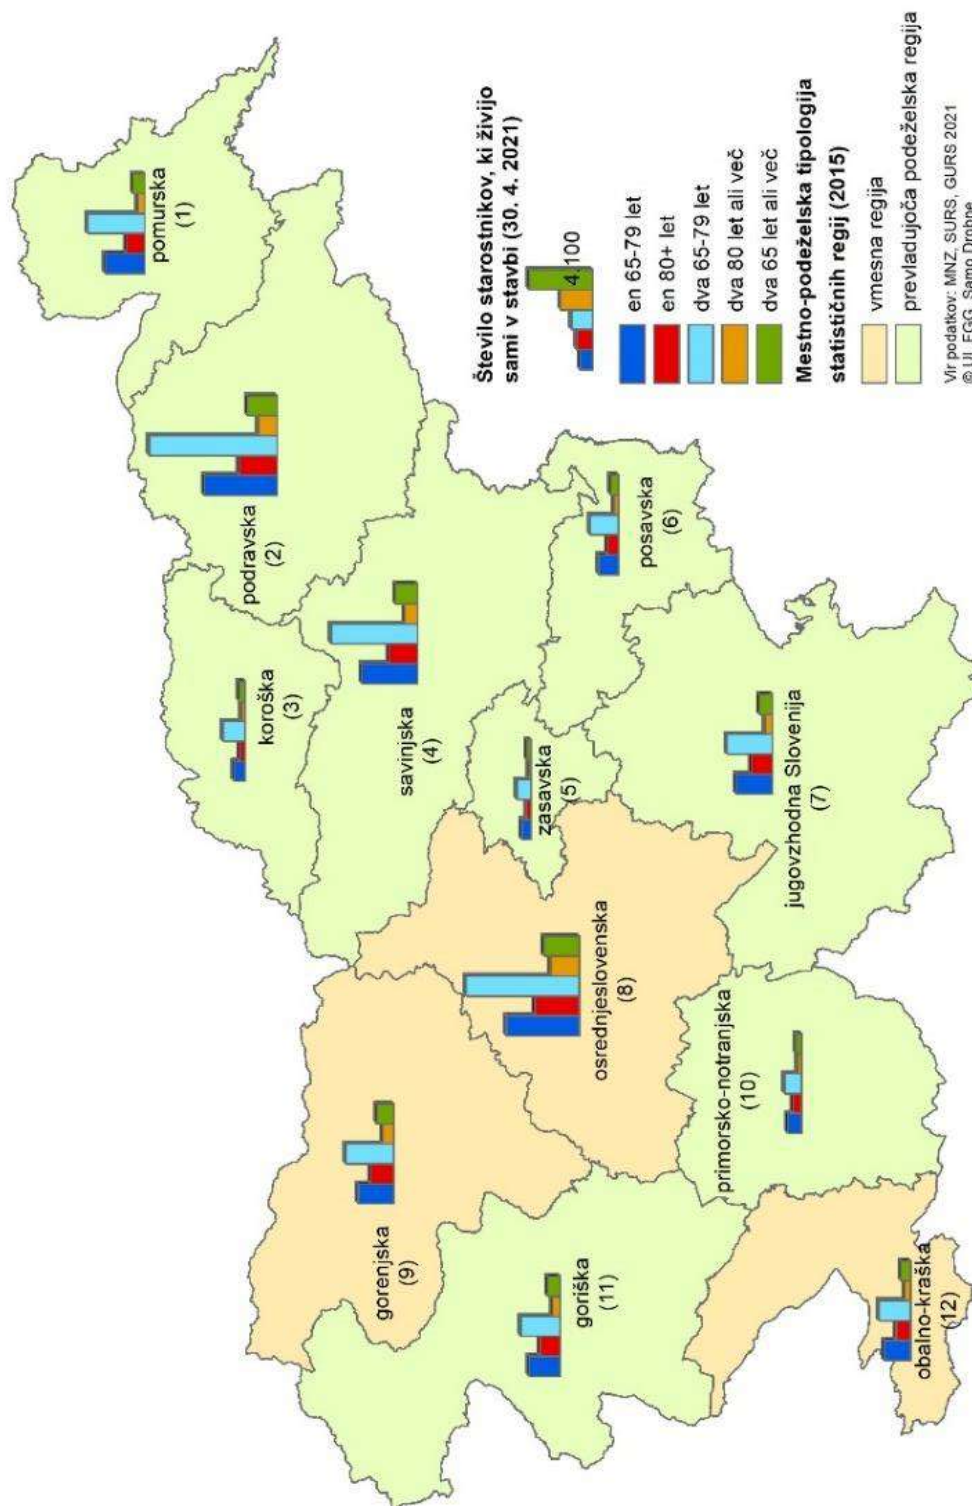 pomurska
(1)
podravska
(2)
koroška
(3)
savinjska
(4)
zasavska
(5)
posavska
(6)
jugovzhodna Slovenija
(7)
osrednjeslovenska
(8)
gorenjska
(9)
primorsko-notranjska
(10)
goriška
(11)
obalno-kraška
(12)
Število starostnikov, ki živijo
sami v stavbi (30. 4. 2021)
4.100
en 65-79 let
en 80+ let
dva 65-79 let
dva 80 let ali več
dva 65 let ali več
Mestno-podeželska tipologija
statističnih regij (2015)
vmesna regija
prevladujoča podeželska regija
Vir podatkov: MNZ, SURS, GURS 2021
© UL FGG, Samo Drobne